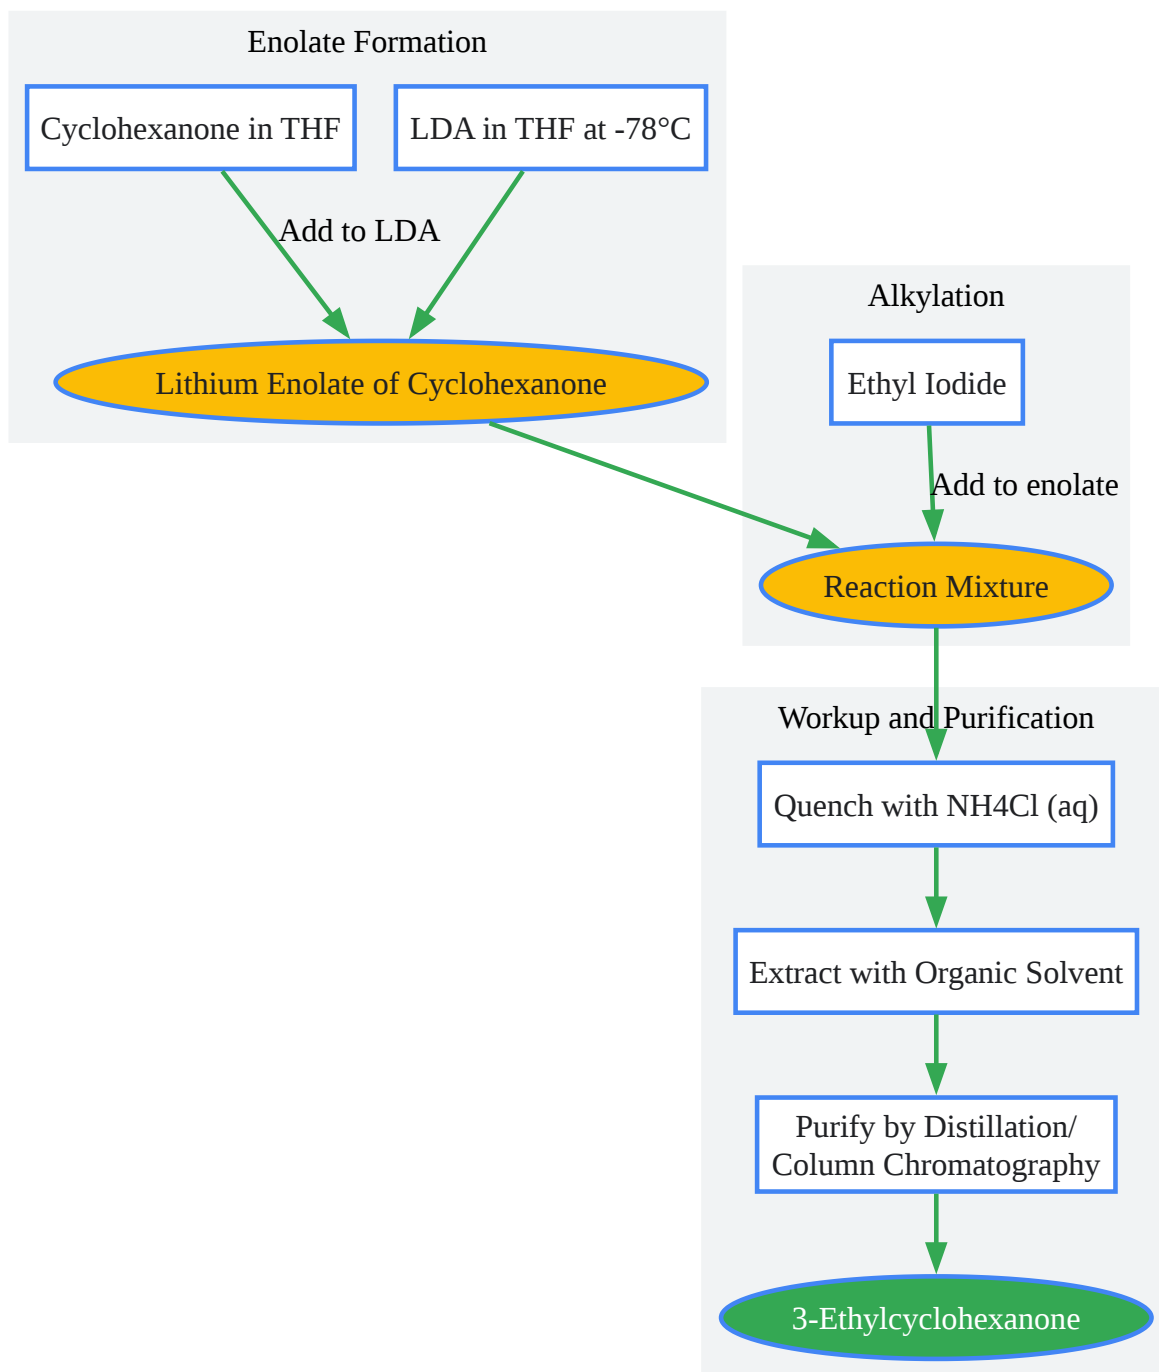 Enolate Formation
Cyclohexanone in THF
LDA in THF at -78°C
Add to LDA
Lithium Enolate of Cyclohexanone
Alkylation
Ethyl Iodide
Add to enolate
Reaction Mixture
Workup and Purification
Quench with NH4Cl (aq)
Extract with Organic Solvent
Purify by Distillation/
Column Chromatography
3-Ethylcyclohexanone